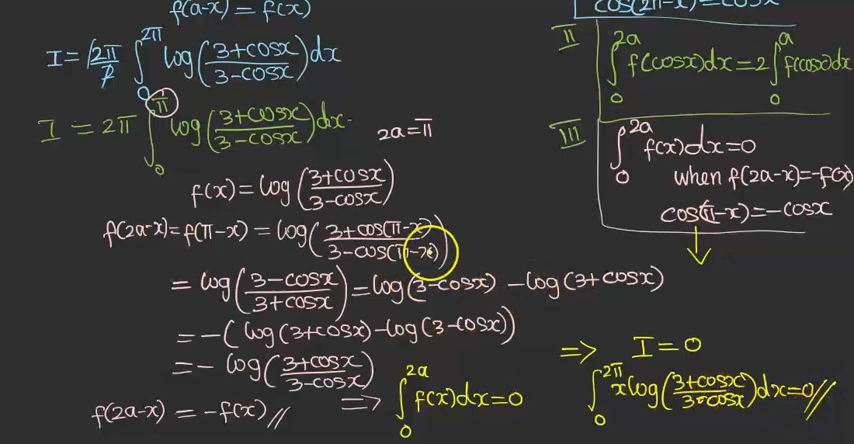 f(a-x) = f(x)
I = 2π/2 ∫₀^{2π} log((3+cosx)/(3-cosx)) dx
I = 2π ∫₀^{π} log((3+cosx)/(3-cosx)) dx.
2a = π
f(x) = log((3+cosx)/(3-cosx))
f(2a-x) = f(π-x) = log((3+cos(π-x))/(3-cos(π-x)))
= log((3-cosx)/(3+cosx)) = log(3-cosx) - log(3+cosx)
= -(log(3+cosx) - log(3-cosx))
= - log((3+cosx)/(3-cosx))
f(2a-x) = -f(x) //
⇒ ∫₀^{2a} f(x)dx = 0
cos(2π-x) = cosx
II ∫₀^{2a} f(cosx)dx = 2∫₀^{a} f(cosx)dx
III ∫₀^{2a} f(x)dx = 0
when f(2a-x) = -f(x)
cos(π-x) = -cosx
⇒ I = 0
∫₀^{2π} x log((3+cosx)/(3-cosx)) dx = 0 //